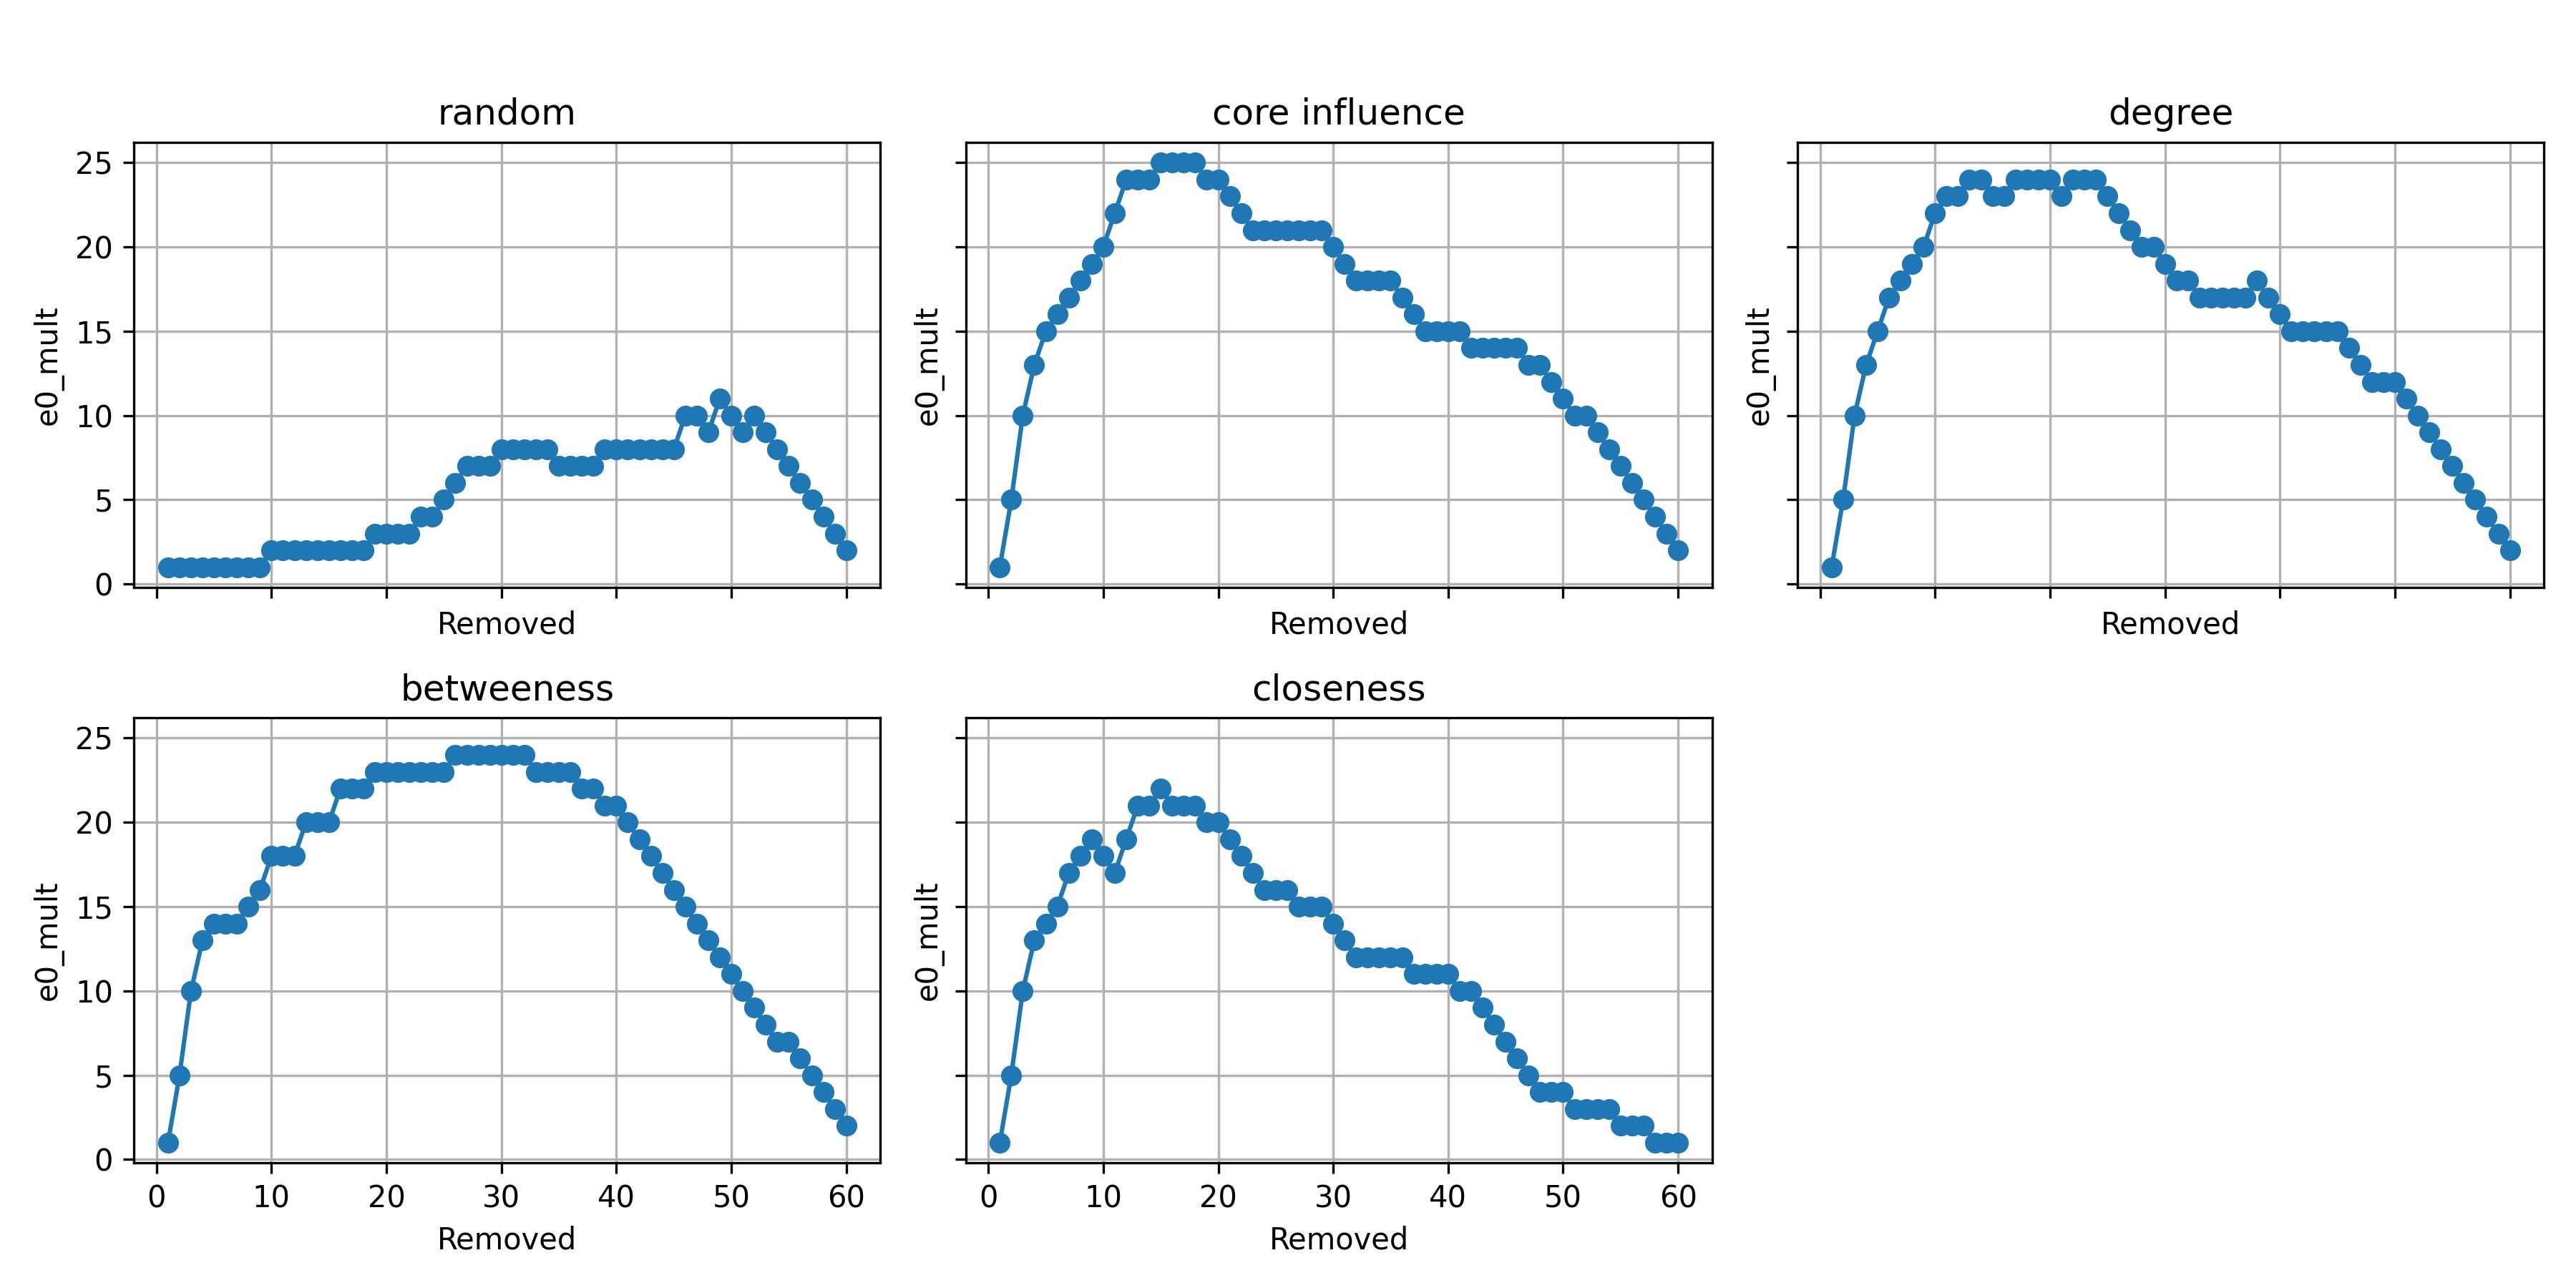 random
25
20
15
10
5
0
e0_mult
Removed
core influence
e0_mult
Removed
degree
e0_mult
Removed
betweeness
25
20
15
10
5
0
e0_mult
0 10 20 30 40 50 60
Removed
closeness
e0_mult
0 10 20 30 40 50 60
Removed